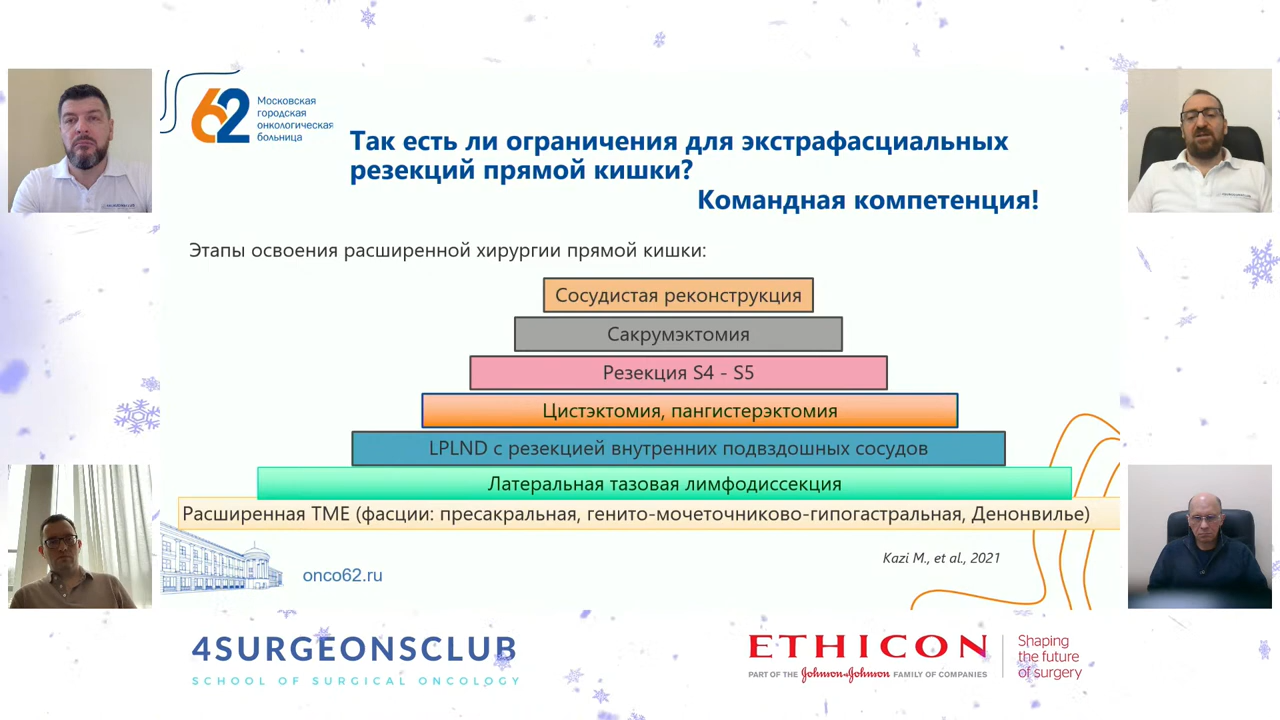 62
Московская
городская
онкологическая
больница
Так есть ли ограничения для экстрафасциальных
резекций прямой кишки?
Командная компетенция!
Этапы освоения расширенной хирургии прямой кишки:
Сосудистая реконструкция
Сакрумэктомия
Резекция S4 - S5
Цистэктомия, пангистерэктомия
LPLND с резекцией внутренних подвздошных сосудов
Латеральная тазовая лимфодиссекция
Расширенная TME (фасции: пресакральная, генито-мочеточниково-гипогастральная, Денонвилье)
Kazi M., et al., 2021
onco62.ru
4SURGEONSCLUB
SCHOOL OF SURGICAL ONCOLOGY
ETHICON
PART OF THE Johnson & Johnson FAMILY OF COMPANIES
Shaping
the future
of surgery